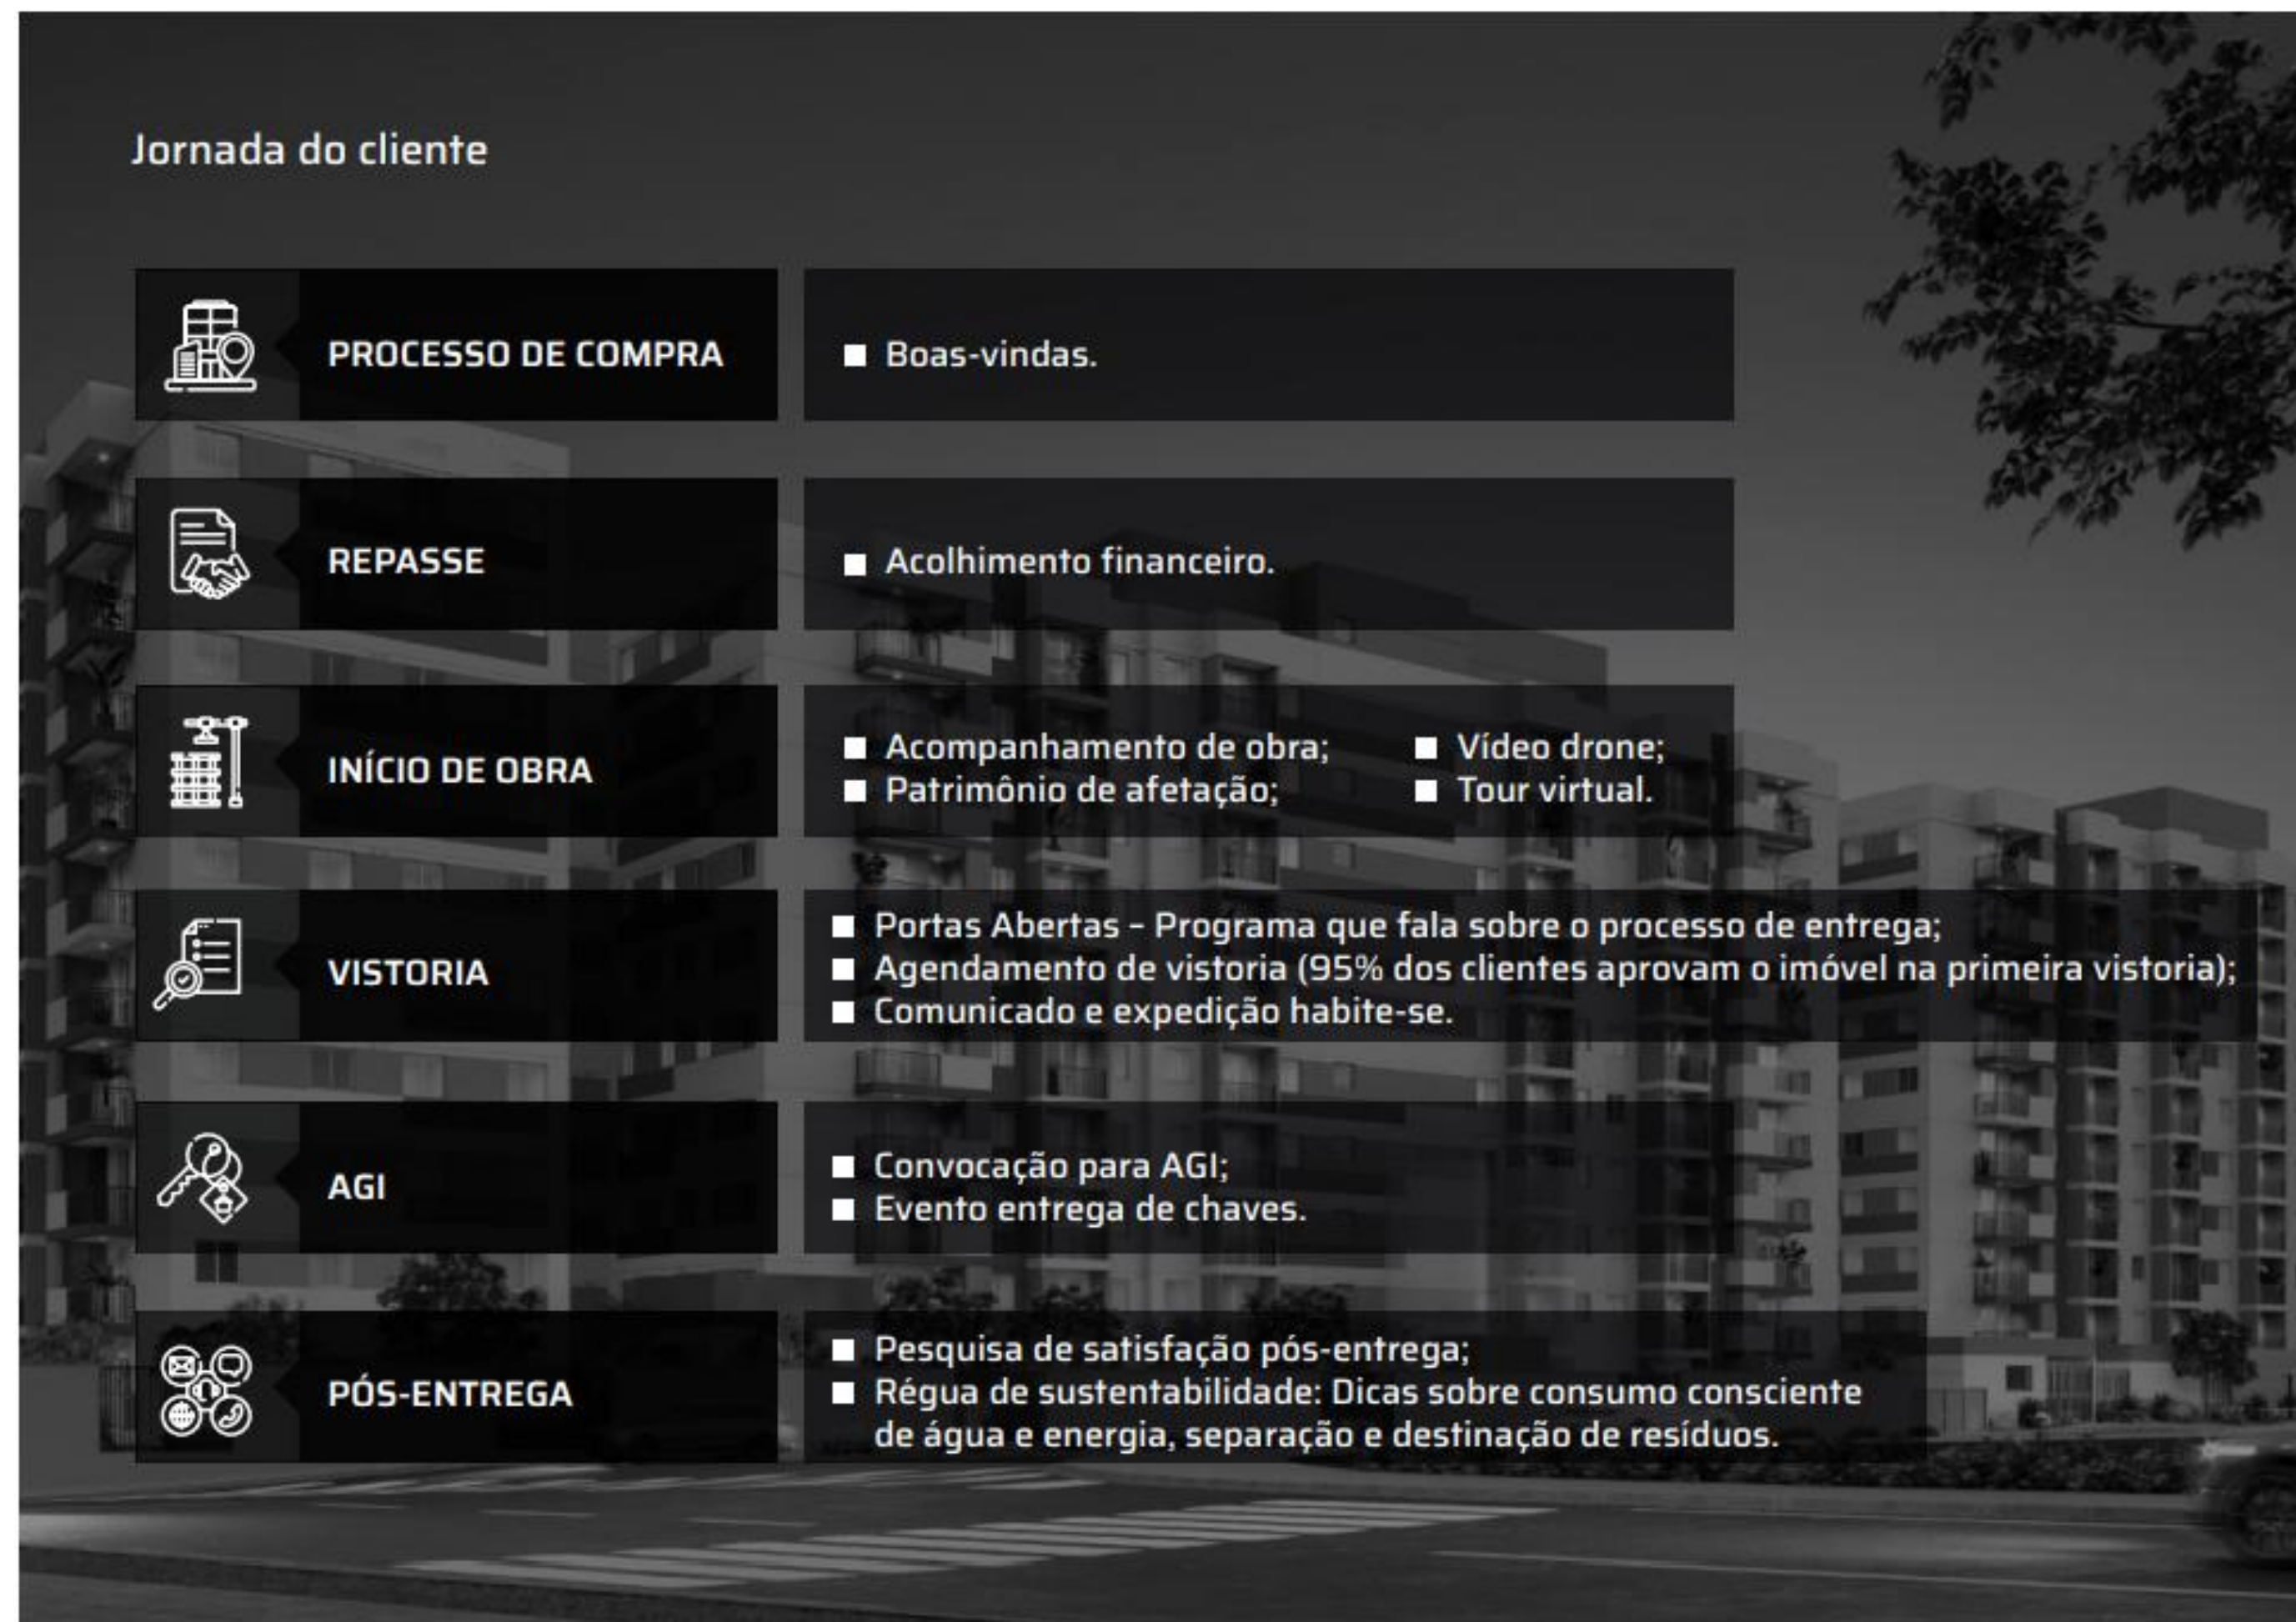 Jornada do cliente
PROCESSO DE COMPRA
■ Boas-vindas.
REPASSE
■ Acolhimento financeiro.
INÍCIO DE OBRA
■ Acompanhamento de obra;
■ Patrimônio de afetação;
■ Vídeo drone;
■ Tour virtual.
VISTORIA
■ Portas Abertas – Programa que fala sobre o processo de entrega;
■ Agendamento de vistoria (95% dos clientes aprovam o imóvel na primeira vistoria);
■ Comunicado e expedição habite-se.
AGI
■ Convocação para AGI;
■ Evento entrega de chaves.
PÓS-ENTREGA
■ Pesquisa de satisfação pós-entrega;
■ Régua de sustentabilidade: Dicas sobre consumo consciente
de água e energia, separação e destinação de resíduos.